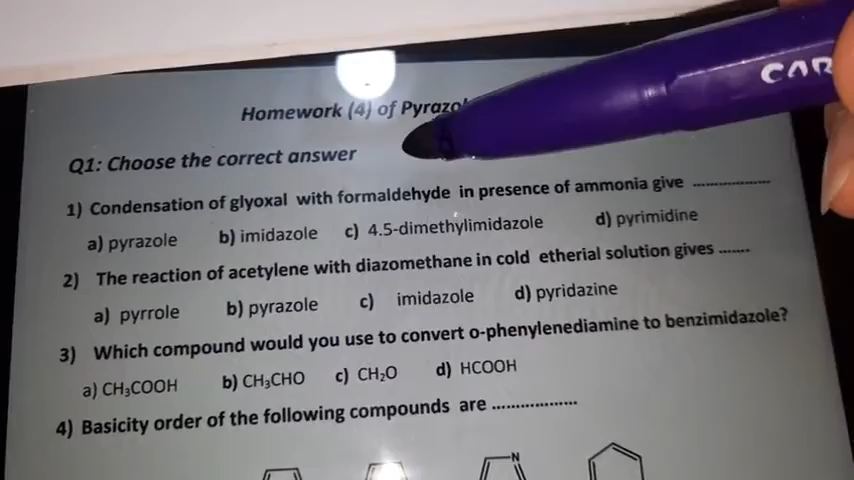 CAR
Homework (4) of Pyrazol
Q1: Choose the correct answer
1) Condensation of glyoxal with formaldehyde in presence of ammonia give ..................
a) pyrazole b) imidazole c) 4.5-dimethylimidazole d) pyrimidine
2) The reaction of acetylene with diazomethane in cold etherial solution gives .......
a) pyrrole b) pyrazole c) imidazole d) pyridazine
3) Which compound would you use to convert o-phenylenediamine to benzimidazole?
a) CH₃COOH b) CH₃CHO c) CH₂O d) HCOOH
4) Basicity order of the following compounds are ..................
N